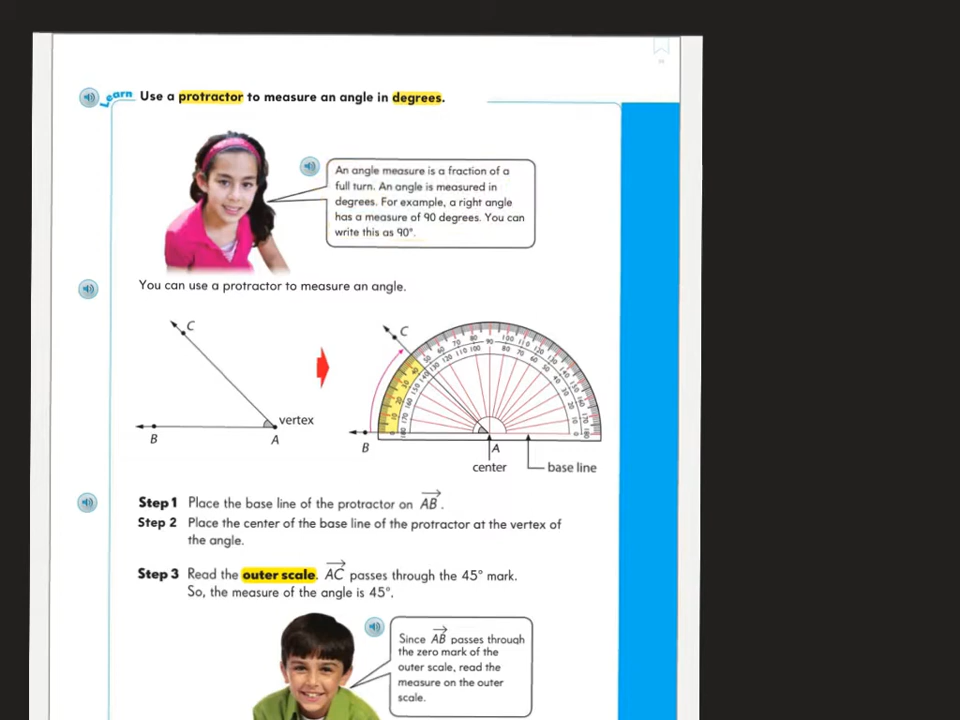 Learn Use a protractor to measure an angle in degrees.
An angle measure is a fraction of a
full turn. An angle is measured in
degrees. For example, a right angle
has a measure of 90 degrees. You can
write this as 90°.
You can use a protractor to measure an angle.
C
vertex
B
A
C
B
A
center
base line
Step 1 Place the base line of the protractor on AB.
Step 2 Place the center of the base line of the protractor at the vertex of
the angle.
Step 3 Read the outer scale. AC passes through the 45° mark.
So, the measure of the angle is 45°.
Since AB passes through
the zero mark of the
outer scale, read the
measure on the outer
scale.